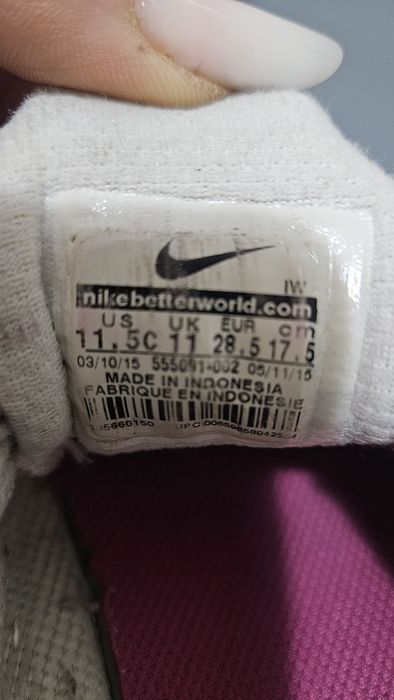 IW
nikebetterworld.com
US UK EUR cm
11.5C 11 28.5 17.5
03/10/15 555091-002 05/11/15
MADE IN INDONESIA
FABRIQUE EN INDONESIE
UPC